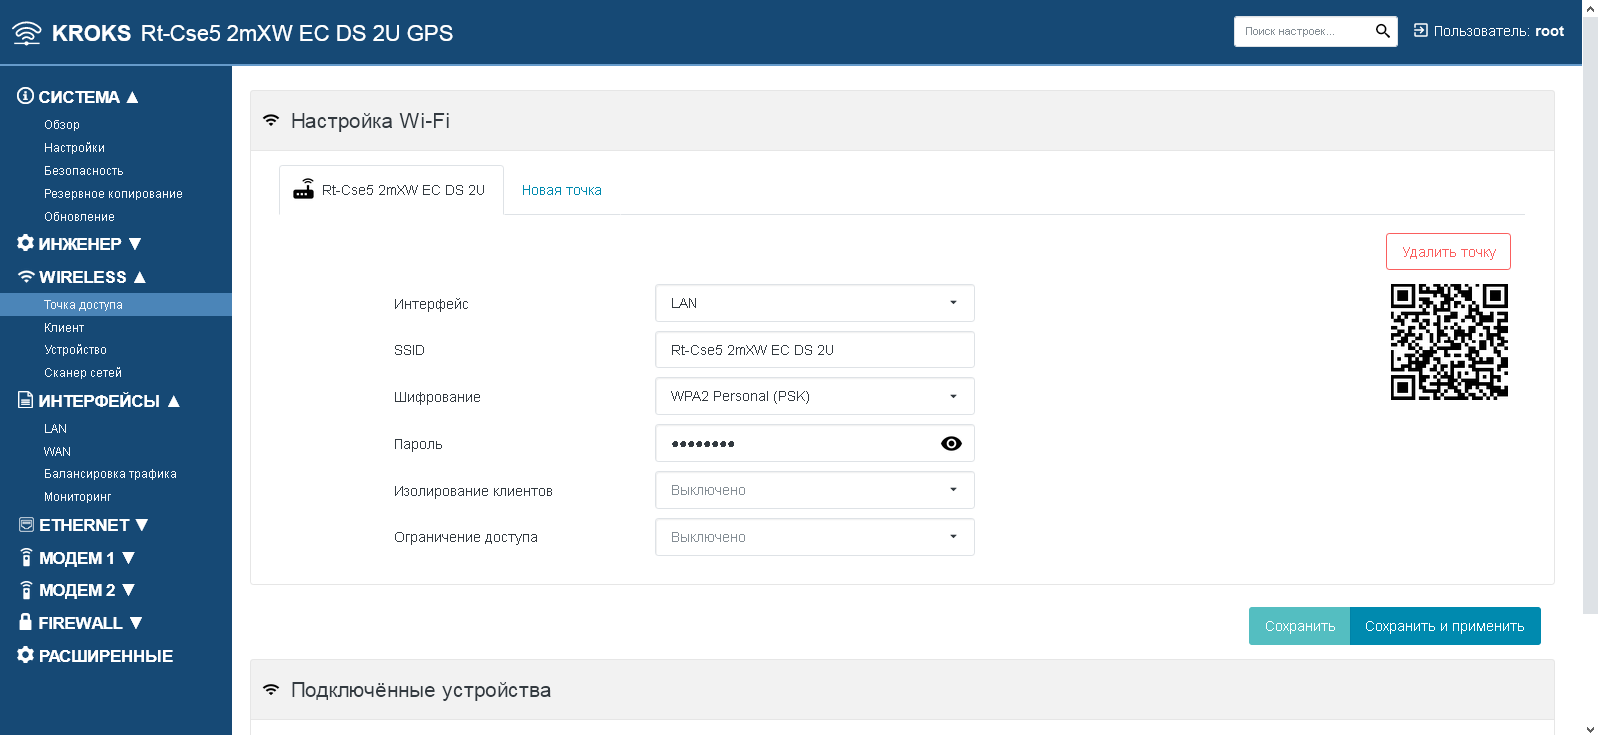 KROKS Rt-Cse5 2mXW EC DS 2U GPS
Поиск настроек...
Пользователь: root
СИСТЕМА ▲
Обзор
Настройки
Безопасность
Резервное копирование
Обновление
ИНЖЕНЕР ▼
WIRELESS ▲
Точка доступа
Клиент
Устройство
Сканер сетей
ИНТЕРФЕЙСЫ ▲
LAN
WAN
Балансировка трафика
Мониторинг
ETHERNET ▼
МОДЕМ 1 ▼
МОДЕМ 2 ▼
FIREWALL ▼
РАСШИРЕННЫЕ
Настройка Wi-Fi
Rt-Cse5 2mXW EC DS 2U
Новая точка
Удалить точку
Интерфейс LAN
SSID Rt-Cse5 2mXW EC DS 2U
Шифрование WPA2 Personal (PSK)
Пароль ••••••••
Изолирование клиентов Выключено
Ограничение доступа Выключено
Сохранить Сохранить и применить
Подключённые устройства